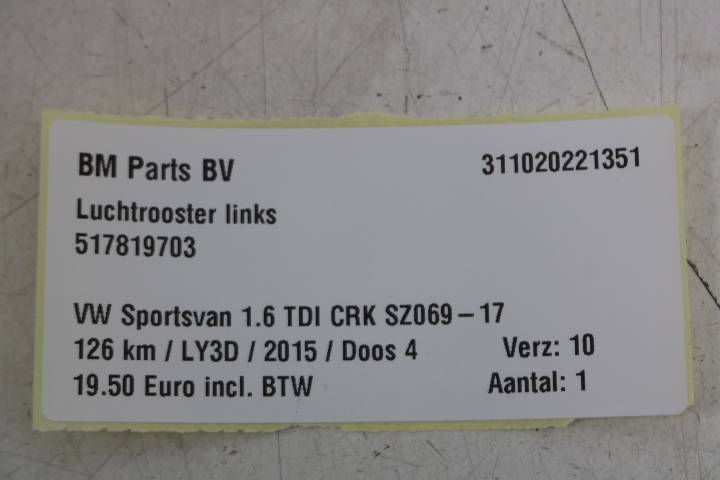 BM Parts BV 311020221351
Luchtrooster links
517819703
VW Sportsvan 1.6 TDI CRK SZ069-17
126 km / LY3D / 2015 / Doos 4 Verz: 10
19.50 Euro incl. BTW Aantal: 1